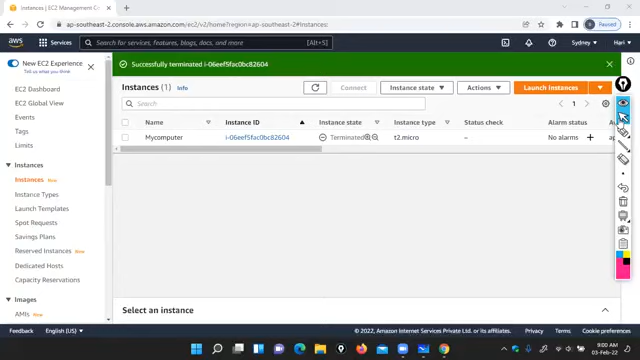 Instances | EC2 Management Co
ap-southeast-2.console.aws.amazon.com/ec2/v2/home?region=ap-southeast-2#Instances:
Paused
aws
Services
Search for services, features, blogs, docs, and more
[Alt+S]
Sydney
Hari
New EC2 Experience
Tell us what you think
Successfully terminated i-06eef5fac0bc82604
EC2 Dashboard
EC2 Global View
Events
Tags
Limits
Instances
Instances New
Instance Types
Launch Templates
Spot Requests
Savings Plans
Reserved Instances New
Dedicated Hosts
Capacity Reservations
Images
AMIs New
Instances (1) Info
Connect
Instance state
Actions
Launch instances
Search
1
Name
Instance ID
Instance state
Instance type
Status check
Alarm status
Mycomputer
i-06eef5fac0bc82604
Terminated
t2.micro
–
No alarms
Select an instance
Feedback
English (US)
© 2022, Amazon Internet Services Private Ltd. or its affiliates.
Privacy
Terms
Cookie preferences
9:00 AM
03-Feb-22